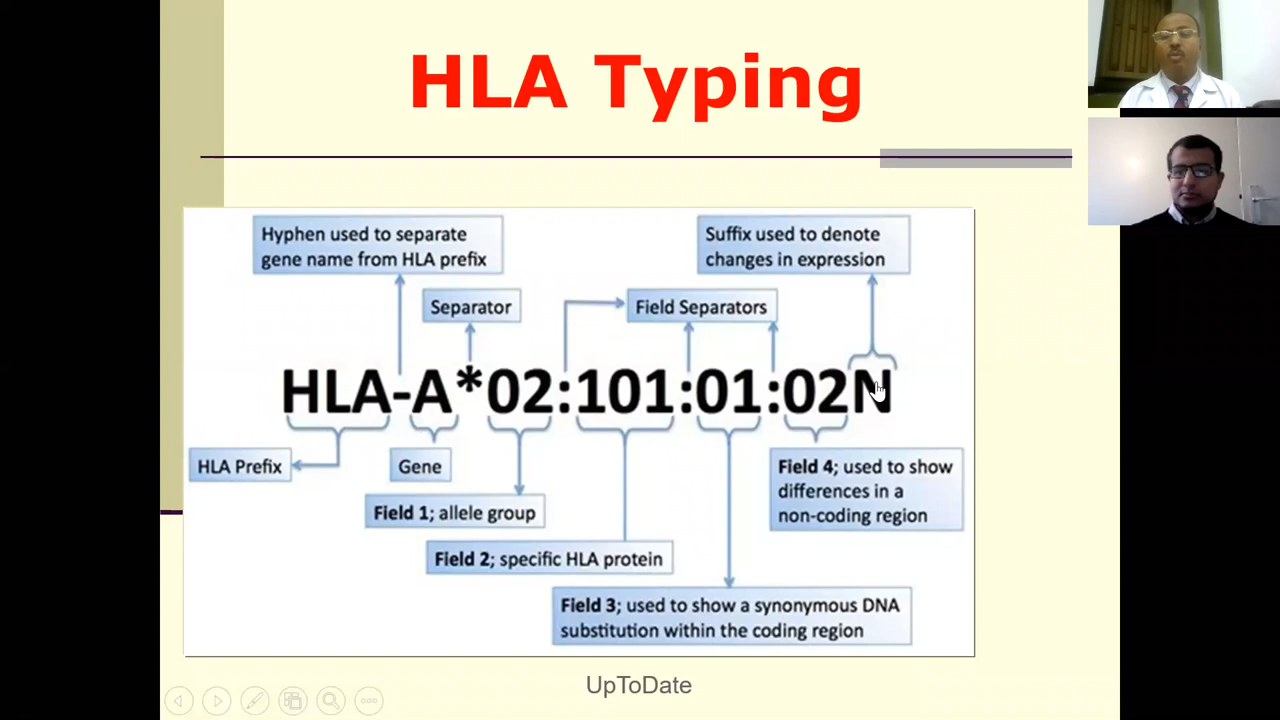 HLA Typing
Hyphen used to separate
gene name from HLA prefix
Suffix used to denote
changes in expression
Separator
Field Separators
HLA-A*02:101:01:02N
HLA Prefix
Gene
Field 1; allele group
Field 2; specific HLA protein
Field 3; used to show a synonymous DNA
substitution within the coding region
Field 4; used to show
differences in a
non-coding region
UpToDate